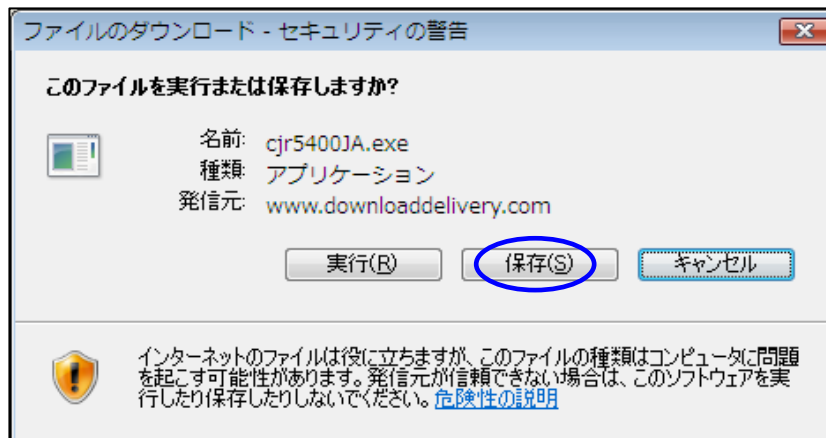 ファイルのダウンロード - セキュリティの警告
このファイルを実行または保存しますか?
名前: cjr5400JA.exe
種類: アプリケーション
発信元: www.downloaddelivery.com
実行(R) 保存(S) キャンセル
インターネットのファイルは役に立ちますが、このファイルの種類はコンピュータに問題
を起こす可能性があります。発信元が信頼できない場合は、このソフトウェアを実
行したり保存したりしないでください。危険性の説明